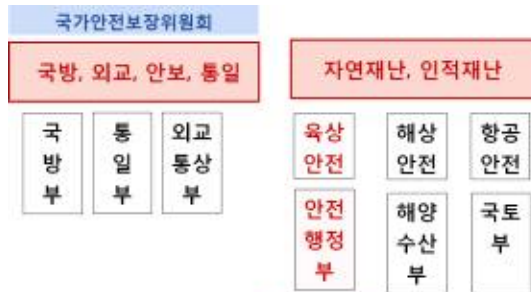 국가안전보장위원회
국방, 외교, 안보, 통일
자연재난, 인적재난
국
방
부
통
일
부
외교
통상
부
육상
안전
해상
안전
항공
안전
안전
행정
부
해양
수산
부
국토
부